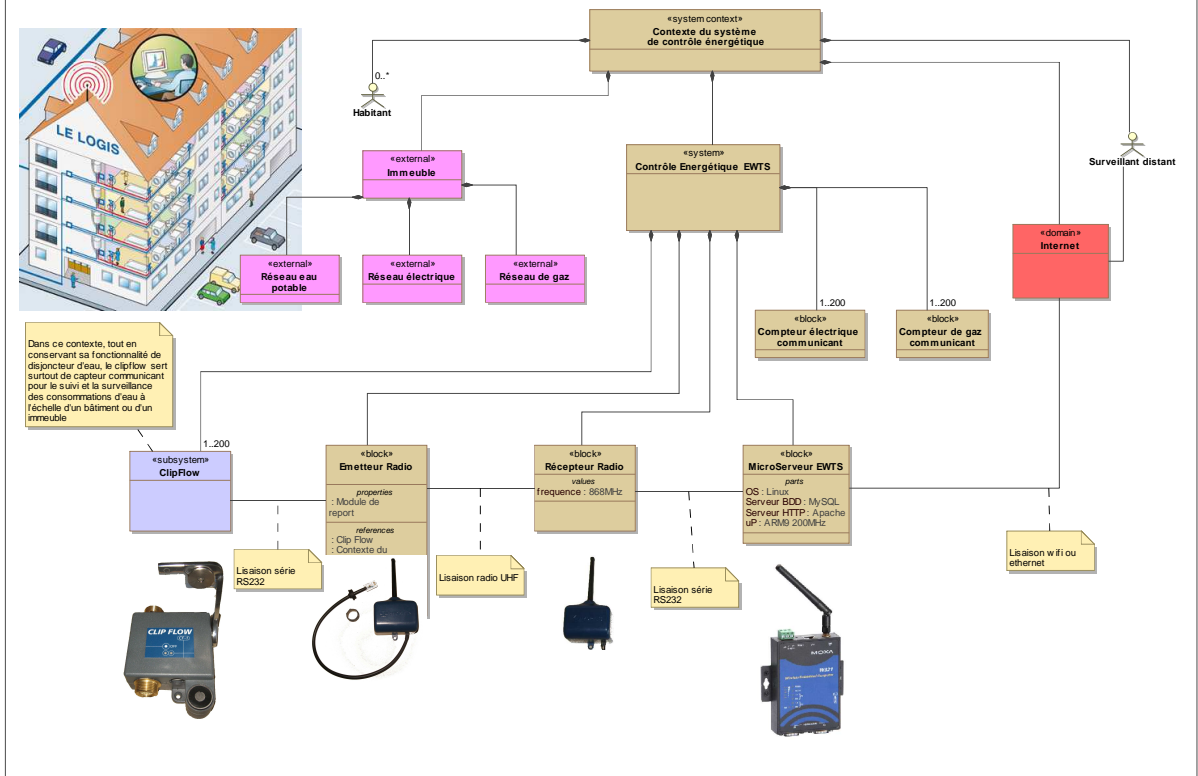 «system context»
Contexte du système
de contrôle énergétique
0..*
Habitant
Surveillant distant
LE LOGIS
«external»
Immeuble
«system»
Contrôle Energétique EWTS
«domain»
Internet
«external»
Réseau eau
potable
«external»
Réseau électrique
«external»
Réseau de gaz
1..200
«block»
Compteur électrique
communicant
1..200
«block»
Compteur de gaz
communicant
Dans ce contexte, tout en
conservant sa fonctionnalité de
disjoncteur d'eau, le clipflow sert
surtout de capteur communicant
pour le suivi et la surveillance
des consommations d'eau à
l'échelle d'un bâtiment ou d'un
immeuble
1..200
«subsystem»
ClipFlow
«block»
Emetteur Radio
properties
: Module de
report
references
: Clip Flow
: Contexte du
«block»
Récepteur Radio
values
frequence : 868MHz
«block»
MicroServeur EWTS
parts
OS : Linux
Serveur BDD : MySQL
Serveur HTTP : Apache
uP : ARM9 200MHz
Lisaison série
RS232
Lisaison radio UHF
Lisaison série
RS232
Lisaison wifi ou
ethernet
CLIP FLOW
OFF
MOXA